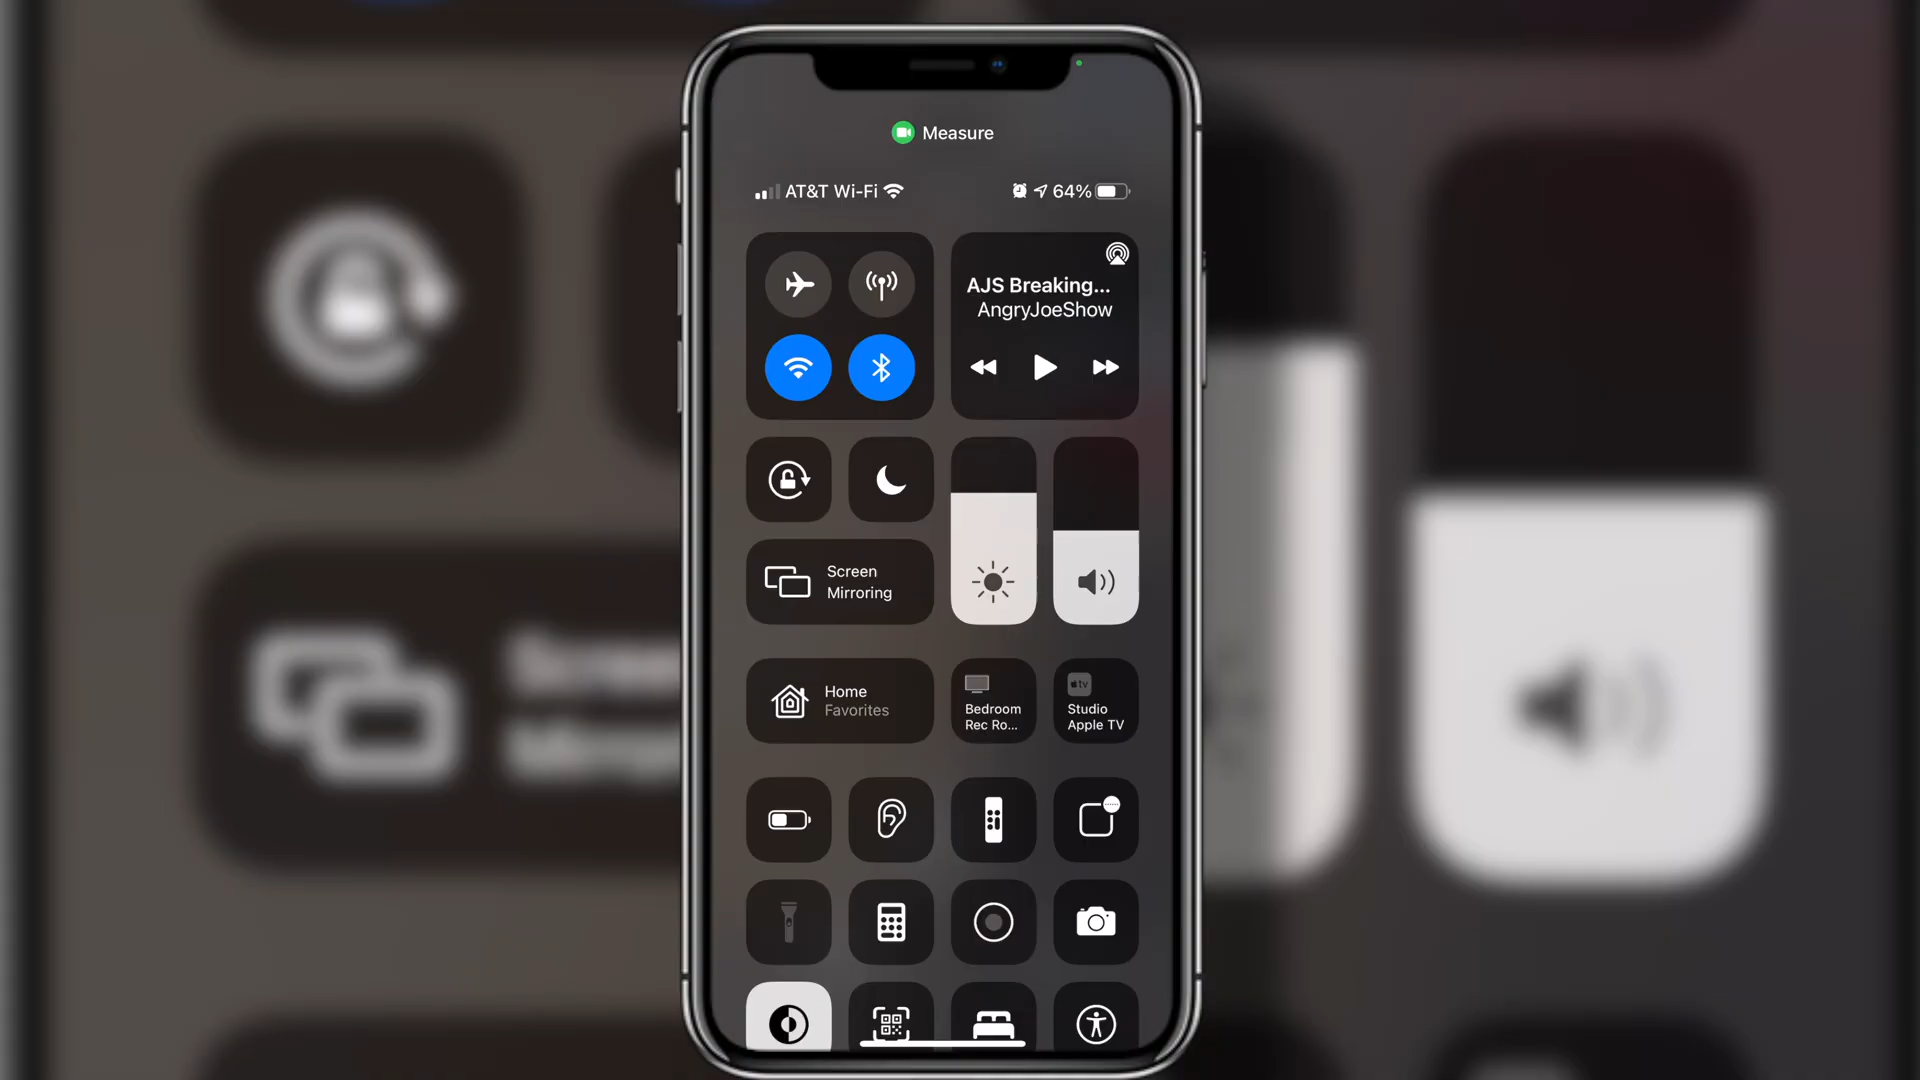 Measure
AT&T Wi-Fi
64%
AJS Breaking...
AngryJoeShow
Screen
Mirroring
Home
Favorites
Bedroom
Rec Ro...
tv
Studio
Apple TV
Screen